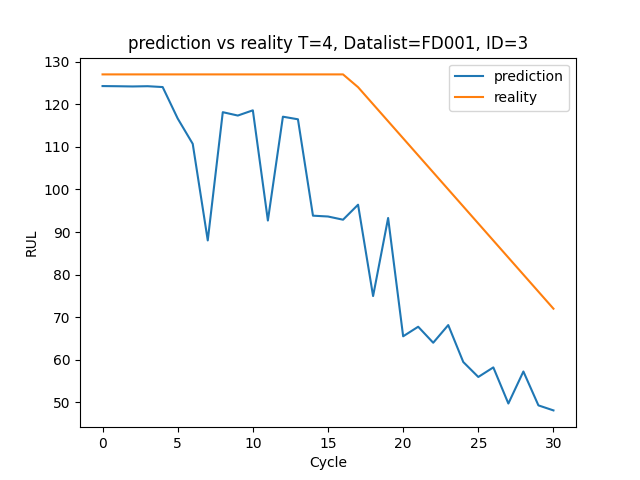 prediction vs reality T=4, Datalist=FD001, ID=3
prediction
reality
RUL
130
120
110
100
90
80
70
60
50
0 5 10 15 20 25 30
Cycle